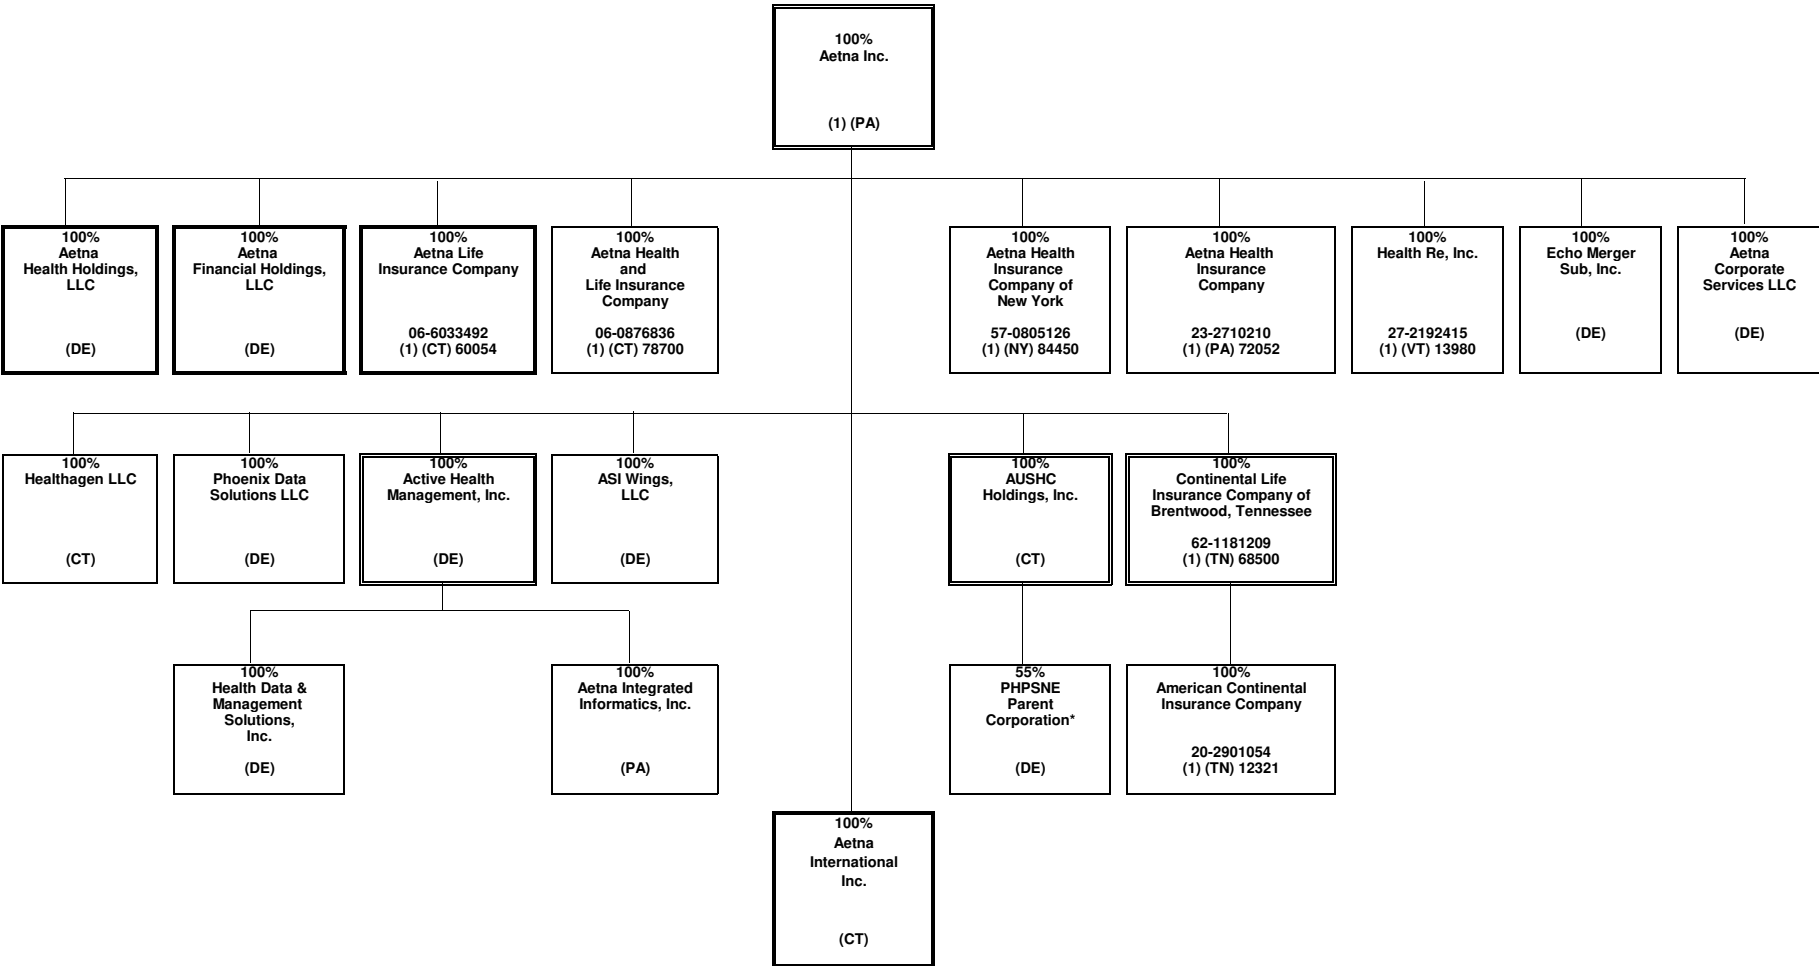 100%
Aetna Inc.
(1) (PA)
100%
Aetna
Health Holdings,
LLC
(DE)
100%
Aetna
Financial Holdings,
LLC
(DE)
100%
Aetna Life
Insurance Company
06-6033492
(1) (CT) 60054
100%
Aetna Health
and
Life Insurance
Company
06-0876836
(1) (CT) 78700
100%
Aetna Health
Insurance
Company of
New York
57-0805126
(1) (NY) 84450
100%
Aetna Health
Insurance
Company
23-2710210
(1) (PA) 72052
100%
Health Re, Inc.
27-2192415
(1) (VT) 13980
100%
Echo Merger
Sub, Inc.
(DE)
100%
Aetna
Corporate
Services LLC
(DE)
100%
Healthagen LLC
(CT)
100%
Phoenix Data
Solutions LLC
(DE)
100%
Active Health
Management, Inc.
(DE)
100%
ASI Wings,
LLC
(DE)
100%
AUSHC
Holdings, Inc.
(CT)
100%
Continental Life
Insurance Company of
Brentwood, Tennessee
62-1181209
(1) (TN) 68500
100%
Health Data &
Management
Solutions,
Inc.
(DE)
100%
Aetna Integrated
Informatics, Inc.
(PA)
55%
PHPSNE
Parent
Corporation*
(DE)
100%
American Continental
Insurance Company
20-2901054
(1) (TN) 12321
100%
Aetna
International
Inc.
(CT)